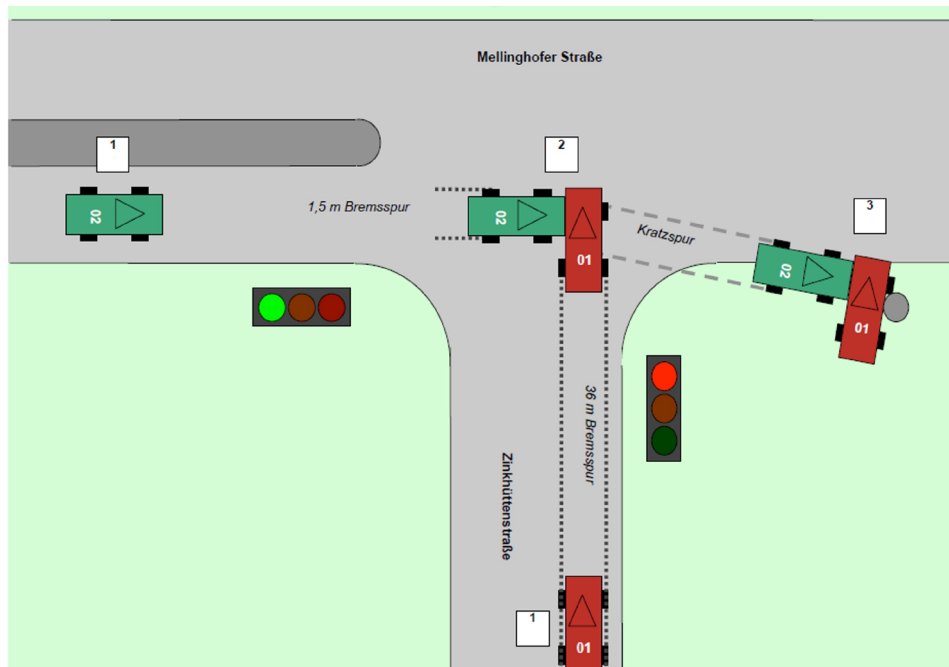 Mellinghofer Straße
1
2
3
02
1,5 m Bremsspur
02
01
Kratzspur
02
01
36 m Bremsspur
Zinkhüttenstraße
1
01